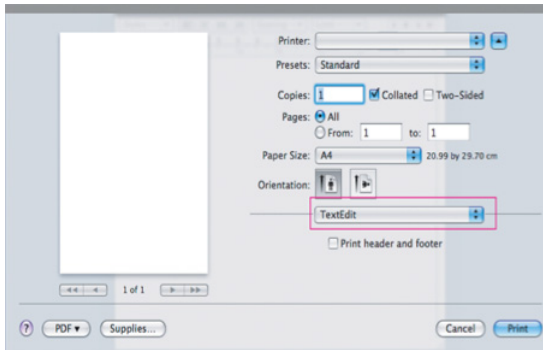 Printer:
Presets: Standard
Copies: 1 Collated Two-Sided
Pages: All
From: 1 to: 1
Paper Size: A4 20.99 by 29.70 cm
Orientation:
TextEdit
Print header and footer
1 of 1
? PDF Supplies... Cancel Print